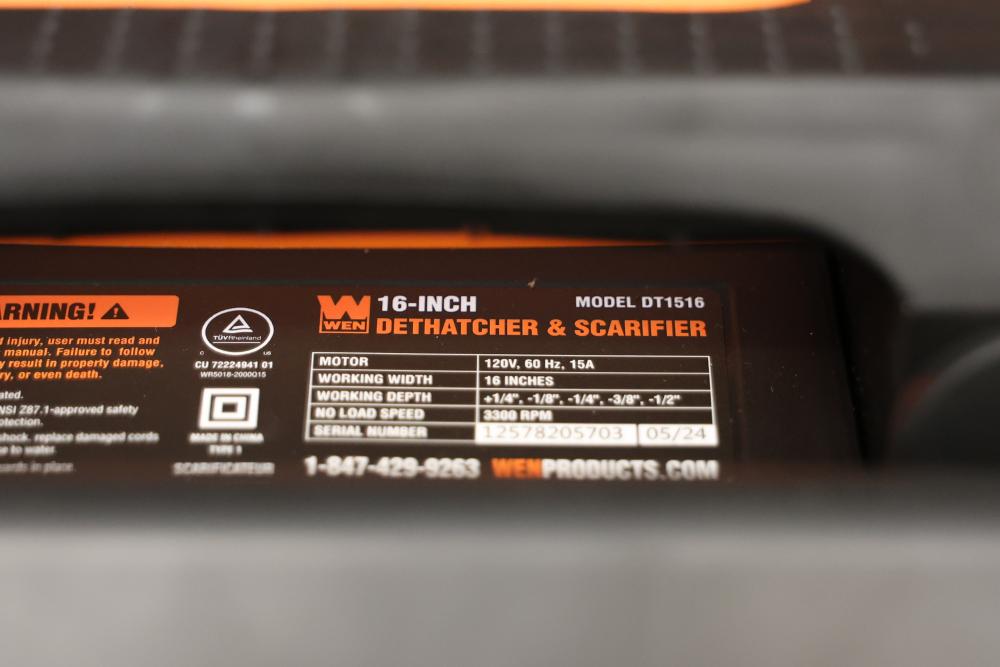 ARNING!
d injury, user must read and
manual. Failure to follow
y result in property damage,
ry, or even death.
ated.
NSI Z87.1-approved safety
otection.
shock, replace damaged cords
e to water.
guards in place.
TÜVRheinland
C US
CU 72224941 01
WR5018-2000Q15
MADE IN CHINA
TYPE 1
SCARIFICATEUR
WEN
16-INCH MODEL DT1516
DETHATCHER & SCARIFIER
MOTOR 120V, 60 Hz, 15A
WORKING WIDTH 16 INCHES
WORKING DEPTH +1/4", -1/8", -1/4", -3/8", -1/2"
NO LOAD SPEED 3300 RPM
SERIAL NUMBER 12578205703 05/24
1-847-429-9263 WENPRODUCTS.COM